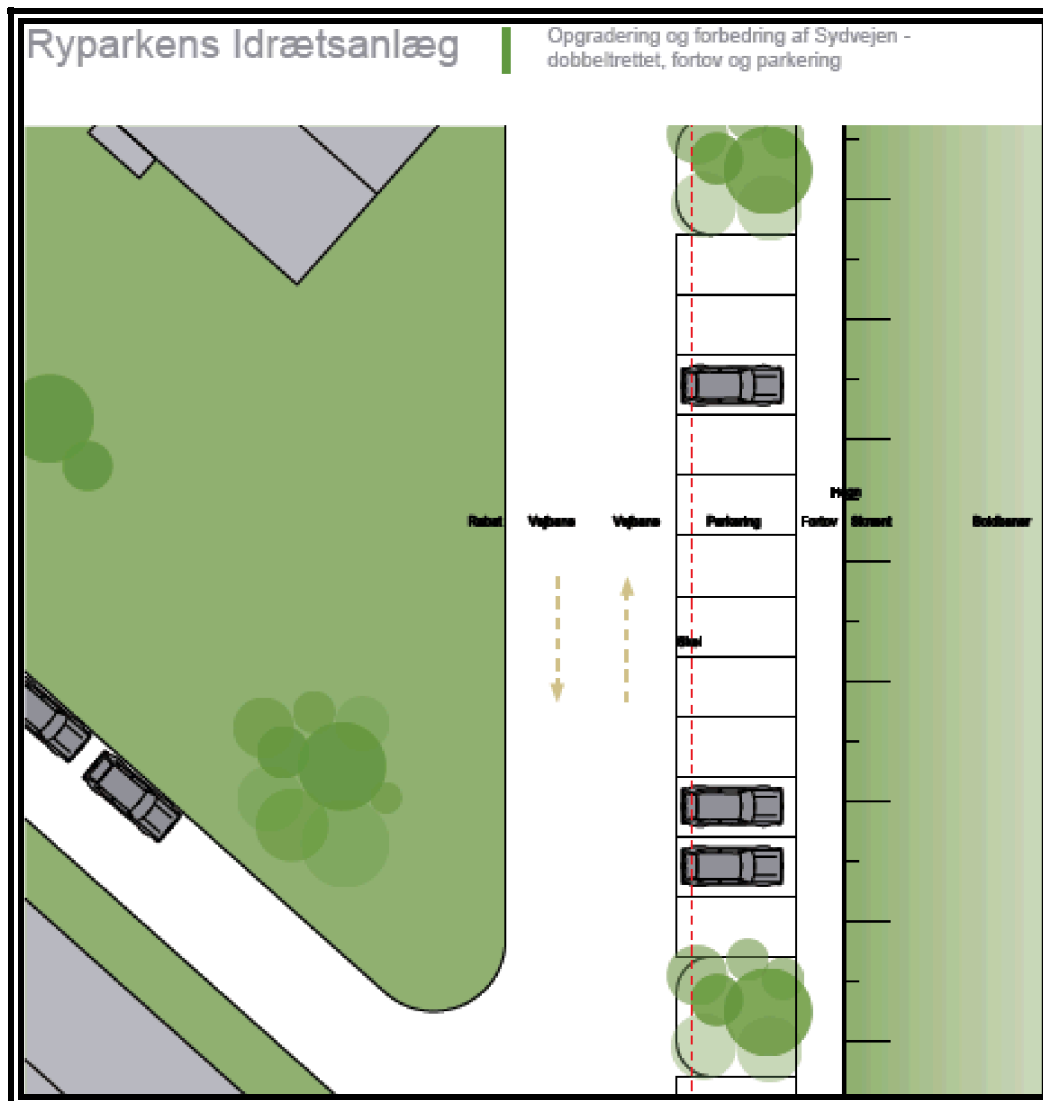 Ryparkens Idrætsanlæg
Opgradering og forbedring af Sydvejen -
dobbeltrettet, fortov og parkering
Hegn
Rabat Vejbane Vejbane Parkering Fortov Skrænt Boldbaner
Skel